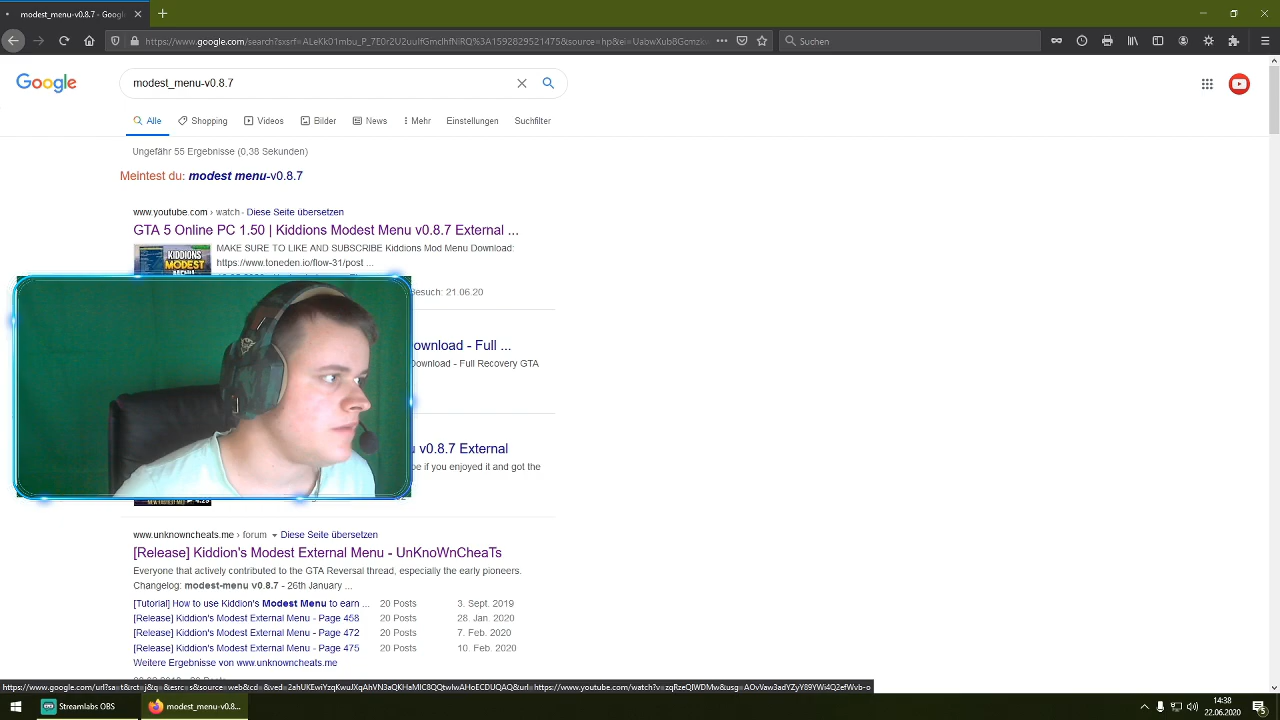 modest_menu-v0.8.7 - Googl
https://www.google.com/search?sxsrf=
Suchen
Google
modest_menu-v0.8.7
Alle
Shopping
Videos
Bilder
News
Mehr
Einstellungen
Suchfilter
Ungefähr 55 Ergebnisse (0,38 Sekunden)
Meintest du: modest menu-v0.8.7
www.youtube.com › watch - Diese Seite übersetzen
GTA 5 Online PC 1.50 | Kiddions Modest Menu v0.8.7 External ...
KIDDIONS
MODEST
MENU
MAKE SURE TO LIKE AND SUBSCRIBE Kiddions Mod Menu Download:
https://www.toneden.io/flow-31/post ...
Besuch: 21.06.20
ownload - Full ...
Download - Full Recovery GTA
u v0.8.7 External
be if you enjoyed it and got the
www.unknowncheats.me › forum Diese Seite übersetzen
[Release] Kiddion's Modest External Menu - UnKnoWnCheaTs
Everyone that actively contributed to the GTA Reversal thread, especially the early pioneers.
Changelog: modest-menu v0.8.7 - 26th January ...
[Tutorial] How to use Kiddion's Modest Menu to earn ... 20 Posts 3. Sept. 2019
[Release] Kiddion's Modest External Menu - Page 458 20 Posts 28. Jan. 2020
[Release] Kiddion's Modest External Menu - Page 472 20 Posts 7. Feb. 2020
[Release] Kiddion's Modest External Menu - Page 475 20 Posts 10. Feb. 2020
Weitere Ergebnisse von www.unknowncheats.me
Streamlabs OBS
modest_menu-v0.8...
14:38
22.06.2020